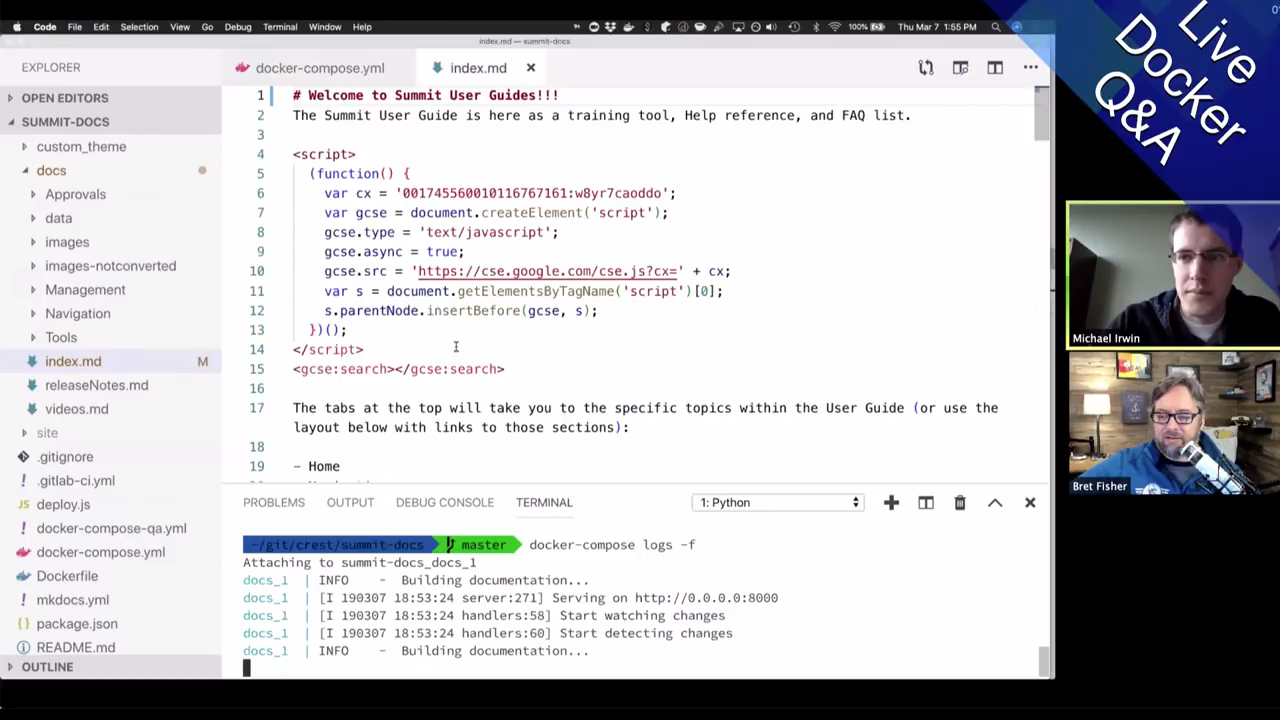 Code File Edit Selection View Go Debug Terminal Window Help 100% Thu Mar 7 1:55 PM
index.md — summit-docs
EXPLORER
OPEN EDITORS
SUMMIT-DOCS
custom_theme
docs
Approvals
data
images
images-notconverted
Management
Navigation
Tools
index.md M
releaseNotes.md
videos.md
site
.gitignore
.gitlab-ci.yml
deploy.js
docker-compose-qa.yml
docker-compose.yml
Dockerfile
mkdocs.yml
package.json
README.md
OUTLINE
docker-compose.yml index.md
1 # Welcome to Summit User Guides!!!
2 The Summit User Guide is here as a training tool, Help reference, and FAQ list.
3
4 <script>
5 (function() {
6 var cx = '001745560010116767161:w8yr7caoddo';
7 var gcse = document.createElement('script');
8 gcse.type = 'text/javascript';
9 gcse.async = true;
10 gcse.src = 'https://cse.google.com/cse.js?cx=' + cx;
11 var s = document.getElementsByTagName('script')[0];
12 s.parentNode.insertBefore(gcse, s);
13 })();
14 </script>
15 <gcse:search></gcse:search>
16
17 The tabs at the top will take you to the specific topics within the User Guide (or use the
layout below with links to those sections):
18
19 - Home
PROBLEMS OUTPUT DEBUG CONSOLE TERMINAL 1: Python
~/git/crest/summit-docs master docker-compose logs -f
Attaching to summit-docs_docs_1
docs_1 | INFO - Building documentation...
docs_1 | [I 190307 18:53:24 server:271] Serving on http://0.0.0.0:8000
docs_1 | [I 190307 18:53:24 handlers:58] Start watching changes
docs_1 | [I 190307 18:53:24 handlers:60] Start detecting changes
docs_1 | INFO - Building documentation...
Live
Docker
Q&A
Michael Irwin
Bret Fisher